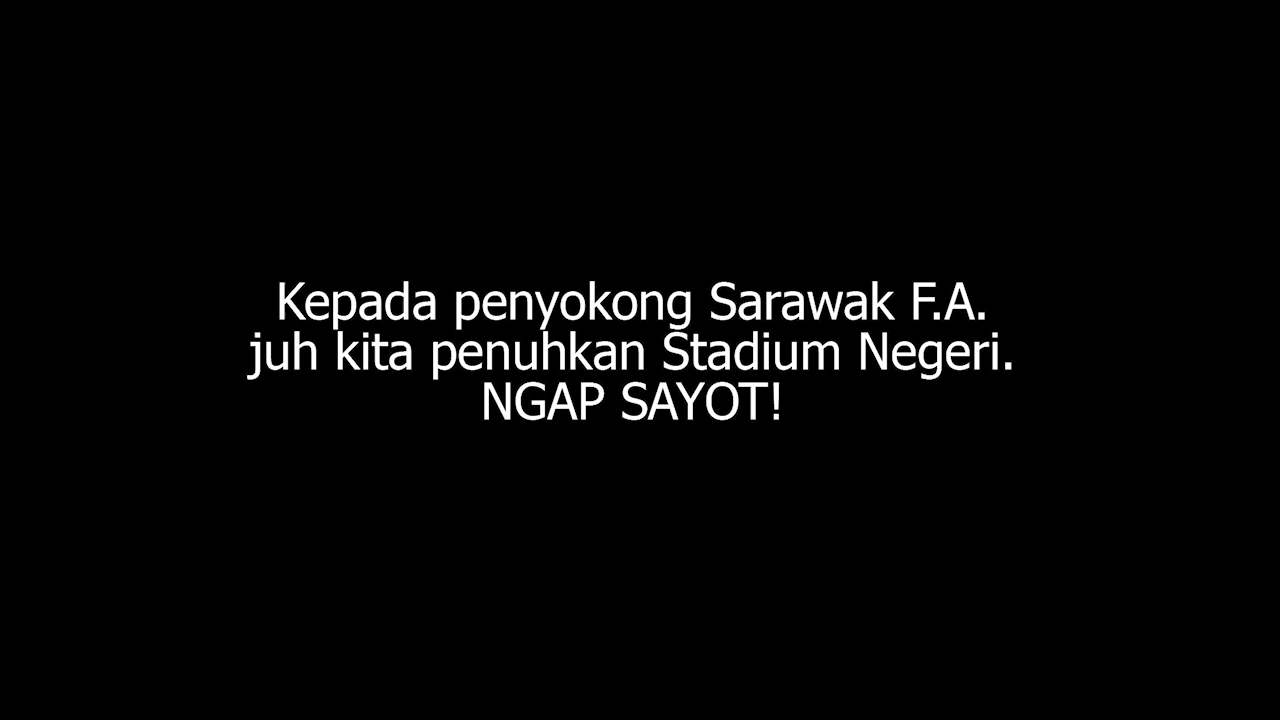 Kepada penyokong Sarawak F.A.
juh kita penuhkan Stadium Negeri.
NGAP SAYOT!